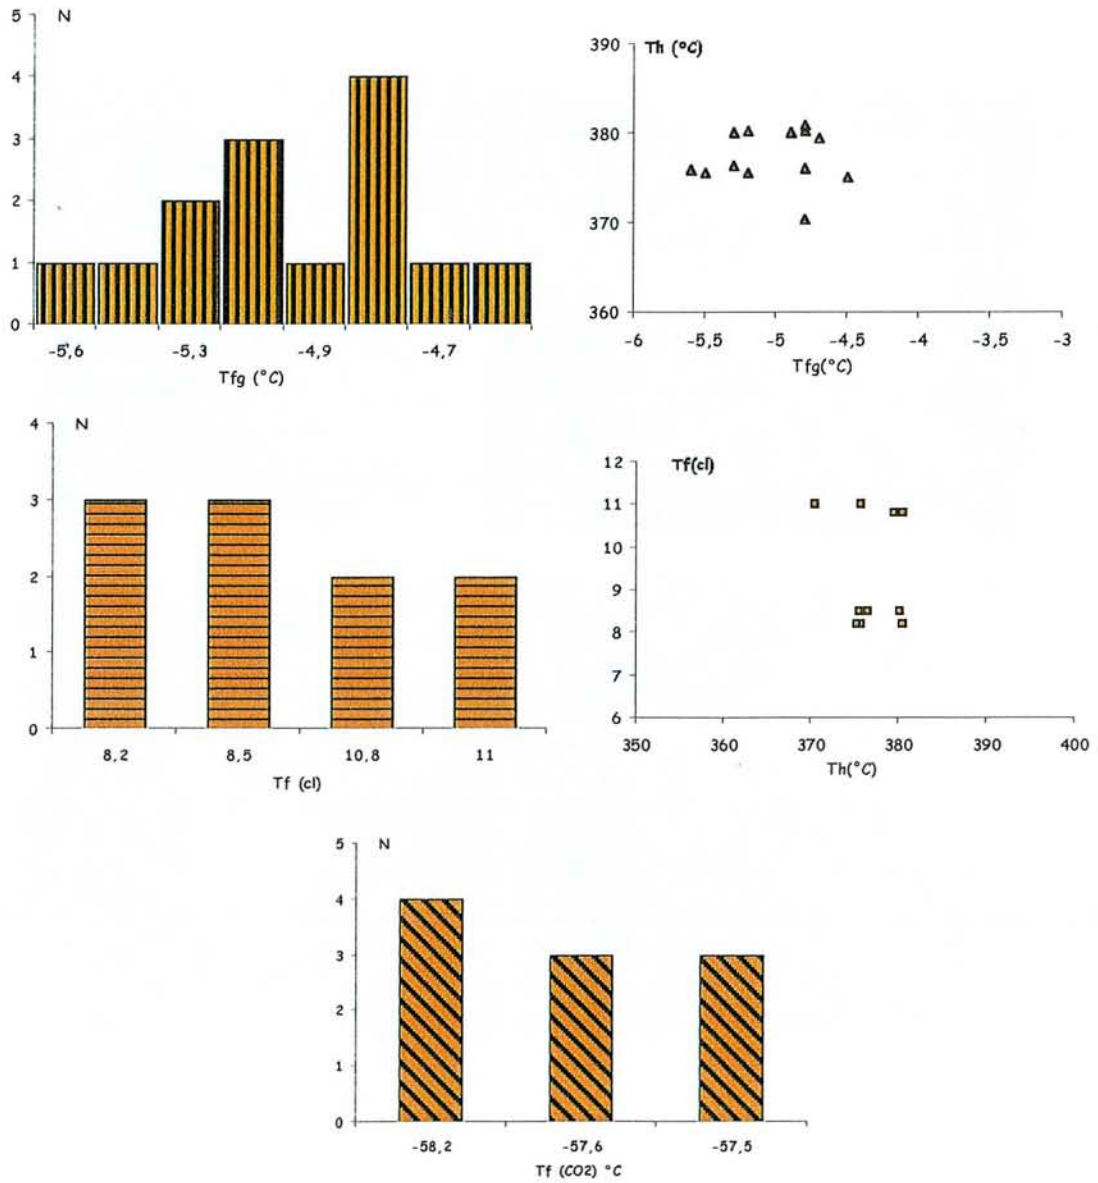 N
5
4
3
2
1
0
-5,6 -5,3 -4,9 -4,7
Tfg (°C)
Th (°C)
390
380
370
360
-6 -5,5 -5 -4,5 -4 -3,5 -3
Tfg(°C)
N
4
3
2
1
0
8,2 8,5 10,8 11
Tf (cl)
Tf(cl)
12
11
10
9
8
7
6
350 360 370 380 390 400
Th(°C)
N
5
4
3
2
1
0
-58,2 -57,6 -57,5
Tf (CO2) °C